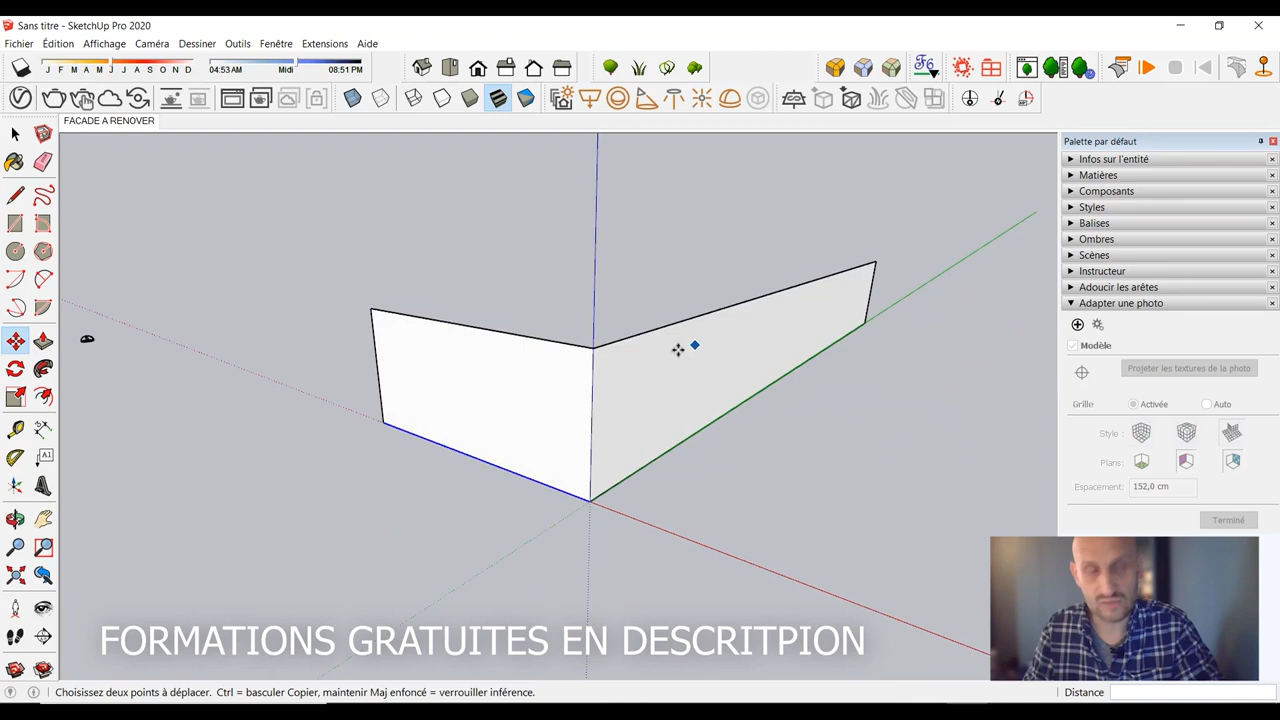 Sans titre - SketchUp Pro 2020
Fichier Édition Affichage Caméra Dessiner Outils Fenêtre Extensions Aide
J F M A M J J A S O N D 04:53 AM Midi 08:51 PM
FACADE A RENOVER
Palette par défaut
Infos sur l'entité
Matières
Composants
Styles
Balises
Ombres
Scènes
Instructeur
Adoucir les arêtes
Adapter une photo
Modèle
Projeter les textures de la photo
Grille Activée Auto
Style :
A1
Plans:
Espacement: 152,0 cm
Terminé
FORMATIONS GRATUITES EN DESCRITPION
Choisissez deux points à déplacer. Ctrl = basculer Copier, maintenir Maj enfoncé = verrouiller inférence.
Distance